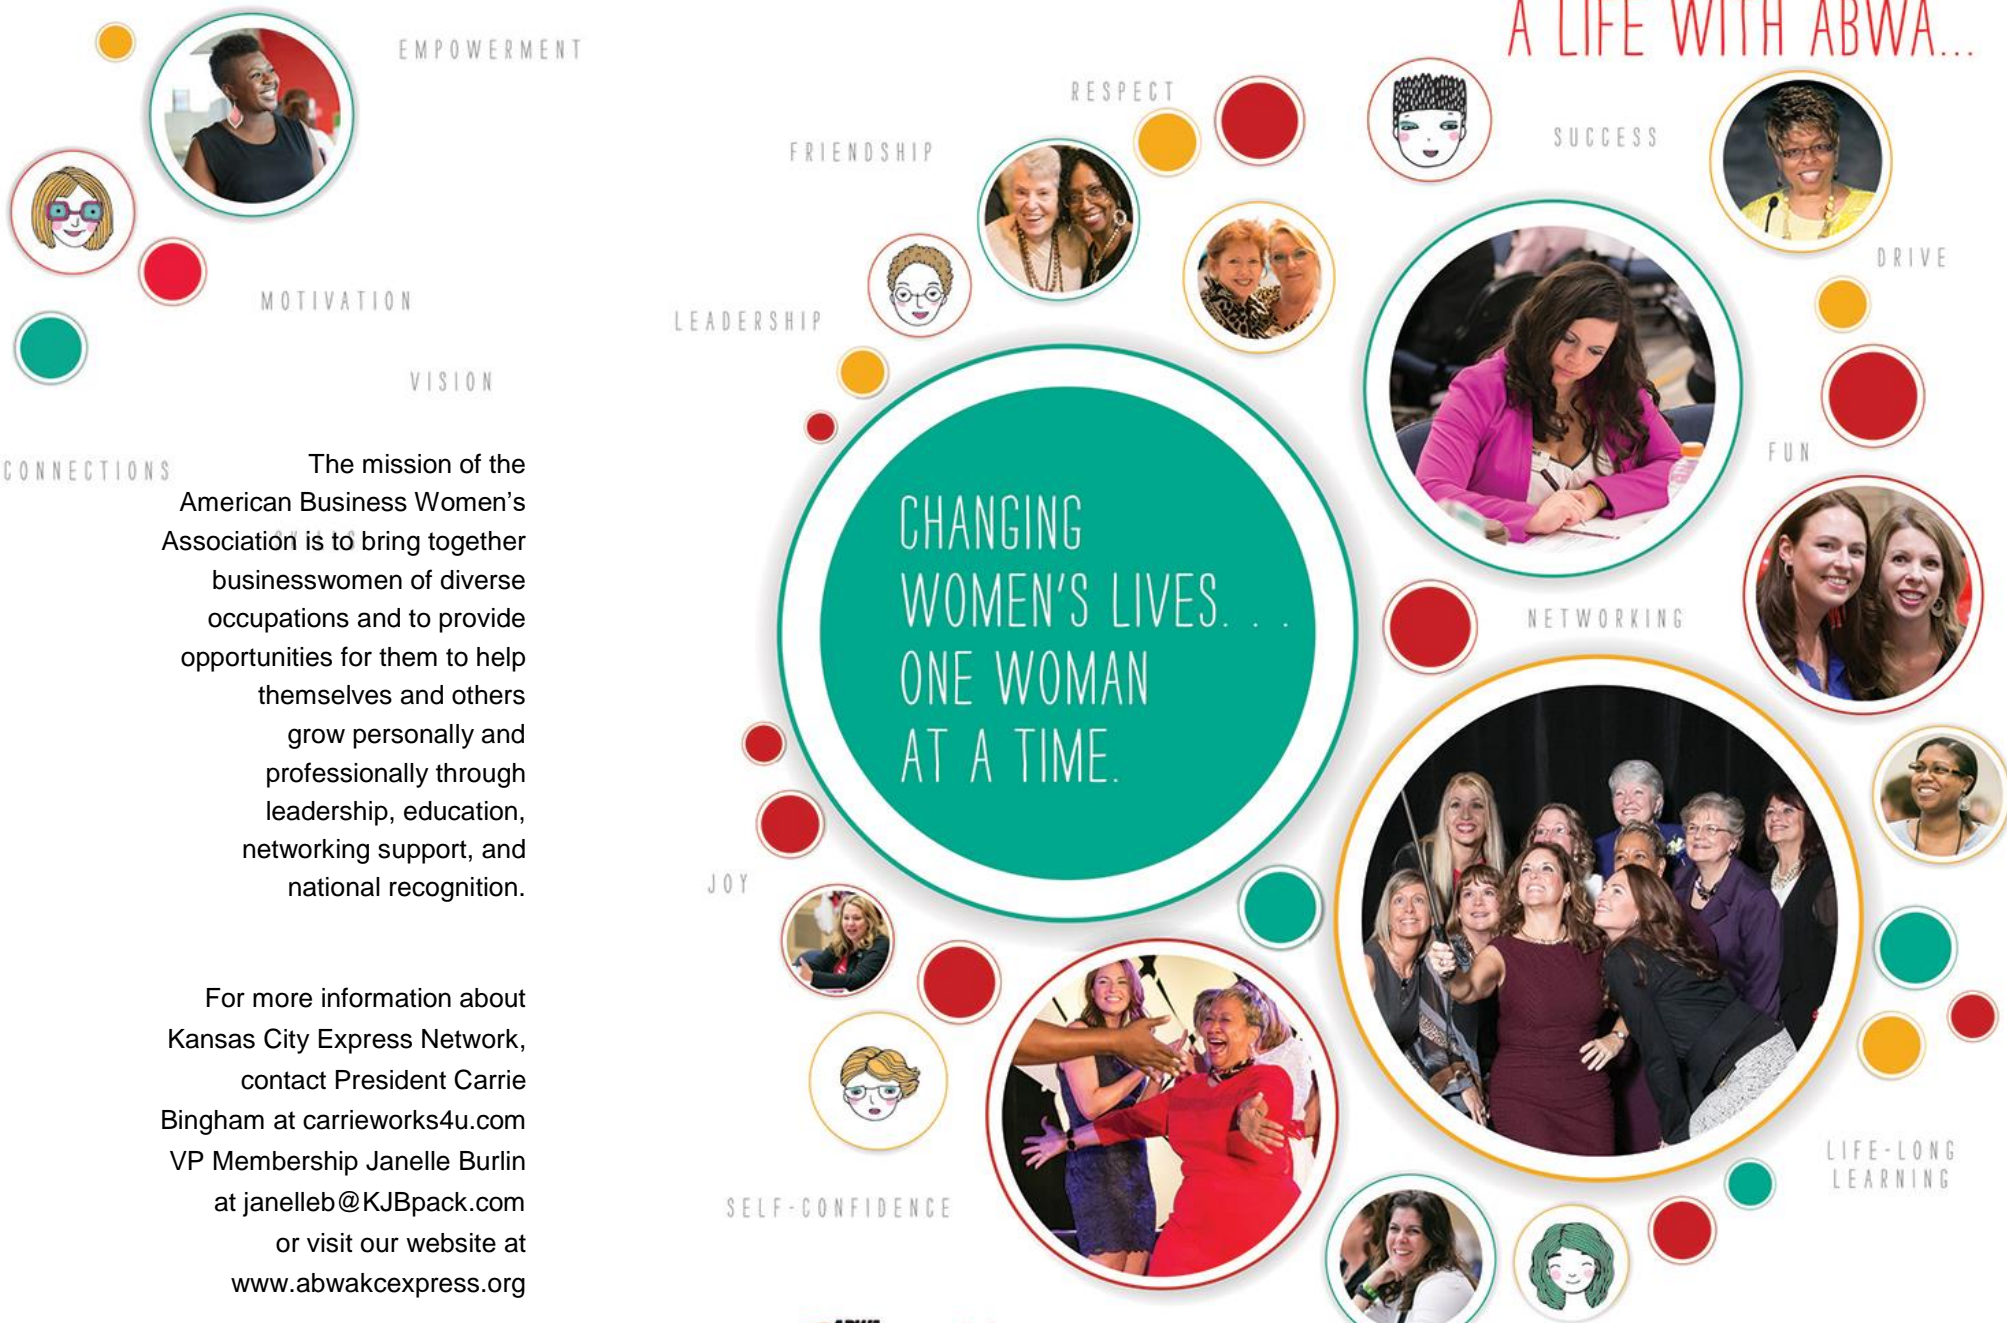 EMPOWERMENT
MOTIVATION
VISION
CONNECTIONS
SKILLS
The mission of the
American Business Women's
Association is to bring together
businesswomen of diverse
occupations and to provide
opportunities for them to help
themselves and others
grow personally and
professionally through
leadership, education,
networking support, and
national recognition.
For more information about
Kansas City Express Network,
contact President Carrie
Bingham at carrieworks4u.com
VP Membership Janelle Burlin
at janelleb@KJBpack.com
or visit our website at
www.abwakcexpress.org
A LIFE WITH ABWA...
RESPECT
FRIENDSHIP
SUCCESS
DRIVE
LEADERSHIP
FUN
CHANGING
WOMEN'S LIVES. . .
ONE WOMAN
AT A TIME.
NETWORKING
JOY
SELF-CONFIDENCE
LIFE-LONG
LEARNING
ABWA